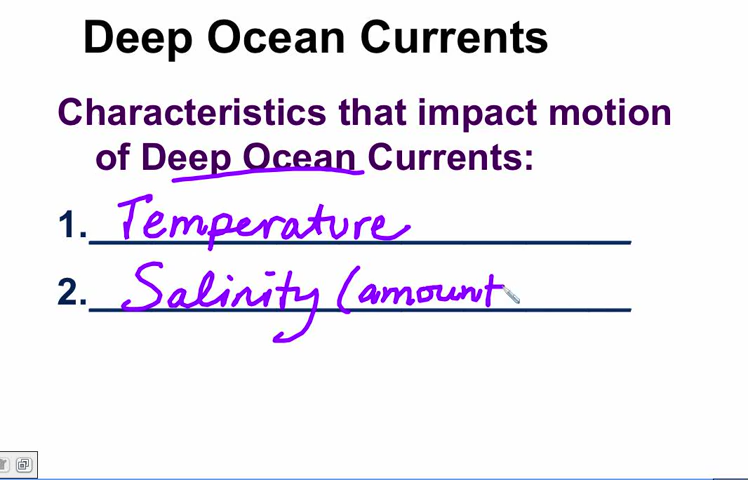 Deep Ocean Currents
Characteristics that impact motion
of Deep Ocean Currents:
1. Temperature
2. Salinity (amount